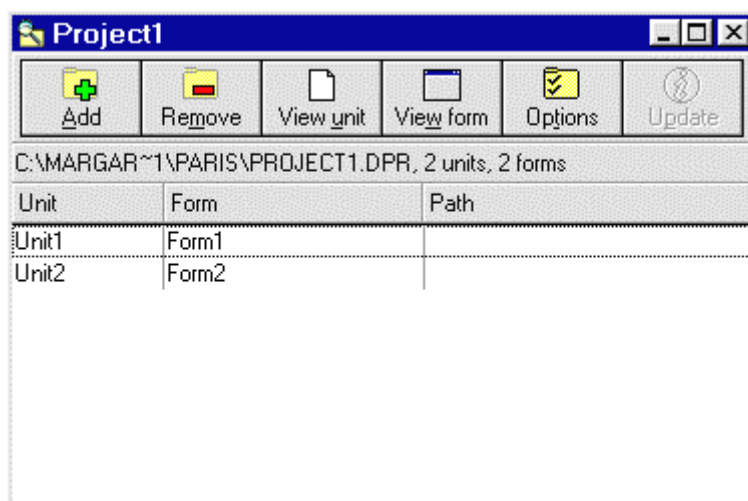 Project1
Add Remove View unit View form Options Update
C:\MARGAR~1\PARIS\PROJECT1.DPR, 2 units, 2 forms
Unit Form Path
Unit1 Form1
Unit2 Form2